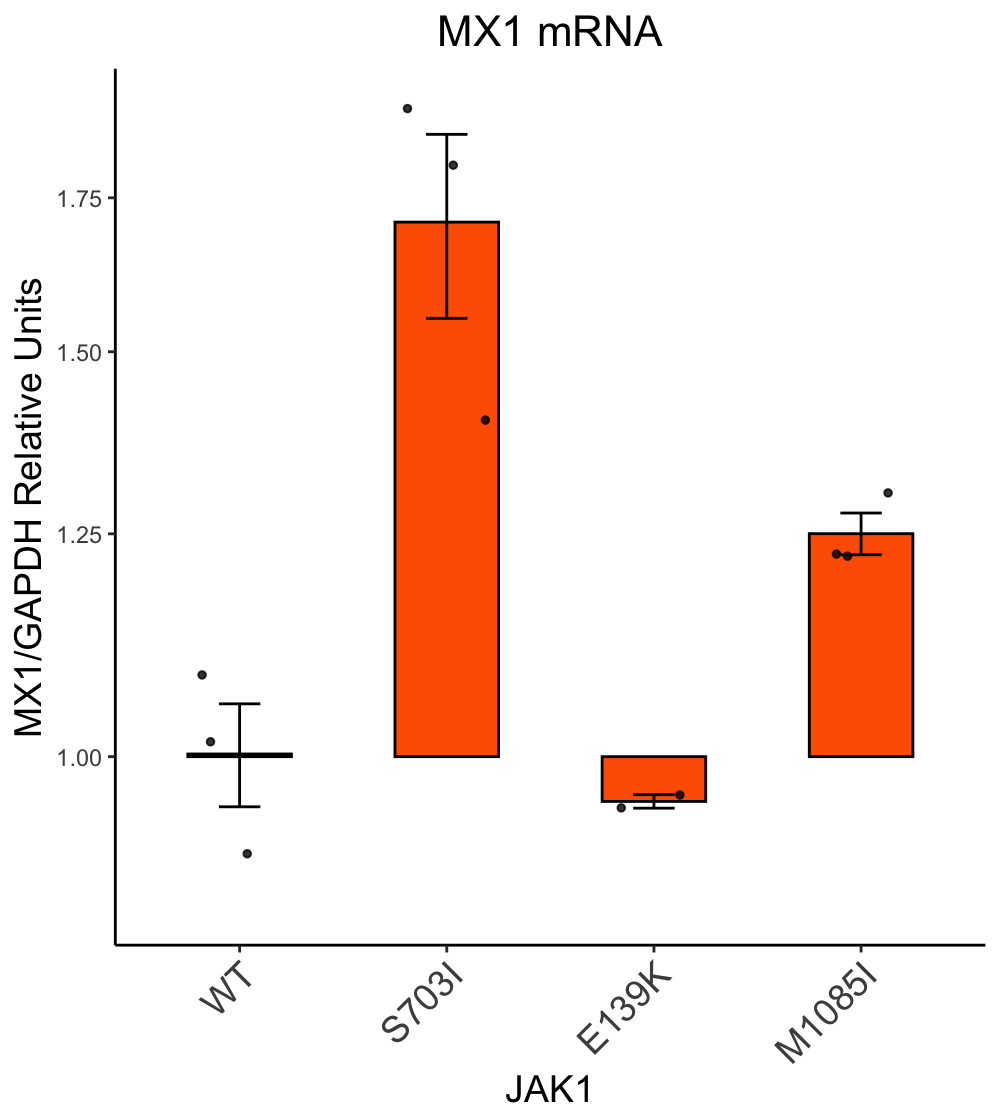 MX1 mRNA
MX1/GAPDH Relative Units
1.75
1.50
1.25
1.00
WT
S703I
E139K
M1085I
JAK1